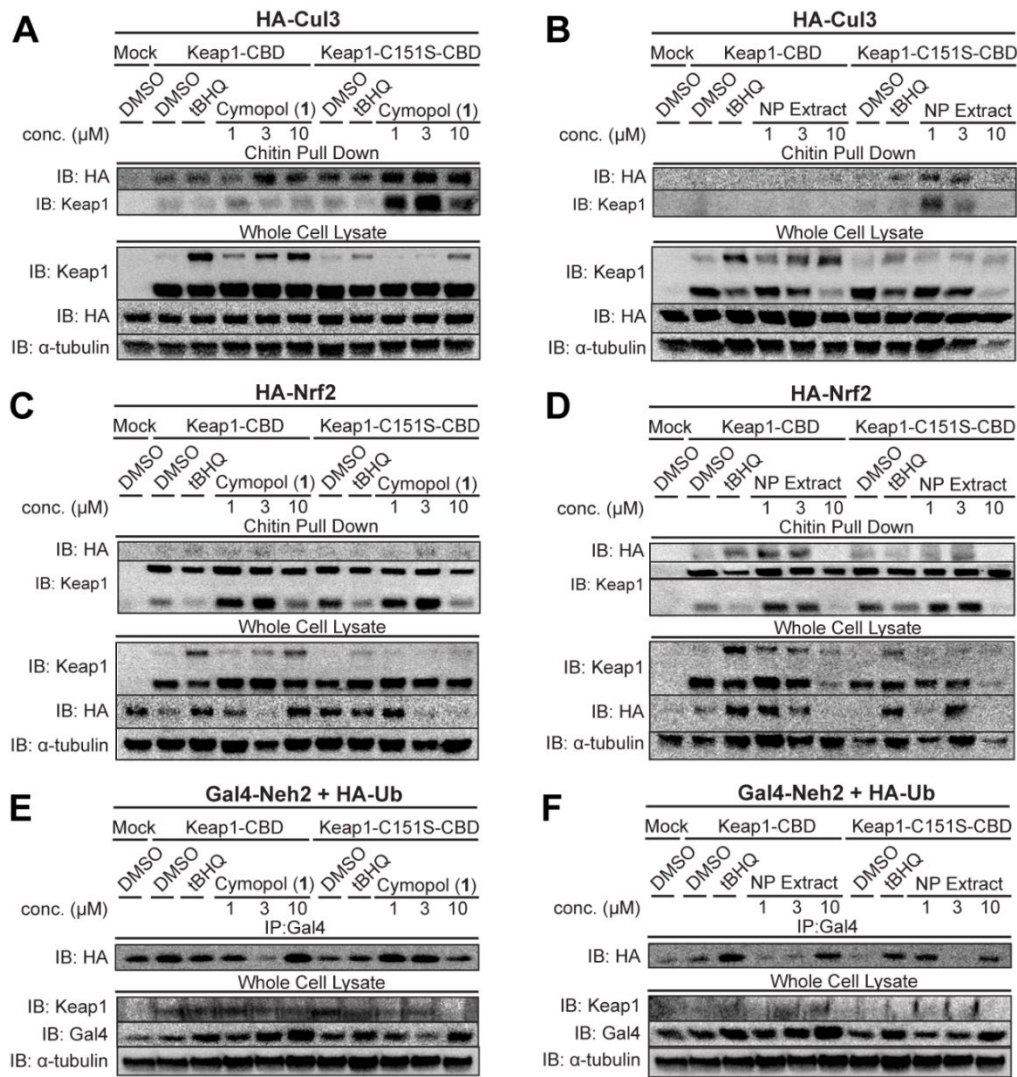 A
HA-Cul3
Mock Keap1-CBD Keap1-C151S-CBD
DMSO DMSO tBHQ Cymopol (1) DMSO tBHQ Cymopol (1)
conc. (µM) 1 3 10 1 3 10
Chitin Pull Down
IB: HA
IB: Keap1
Whole Cell Lysate
IB: Keap1
IB: HA
IB: α-tubulin
B
HA-Cul3
Mock Keap1-CBD Keap1-C151S-CBD
DMSO DMSO tBHQ NP Extract DMSO tBHQ NP Extract
conc. (µM) 1 3 10 1 3 10
Chitin Pull Down
IB: HA
IB: Keap1
Whole Cell Lysate
IB: Keap1
IB: HA
IB: α-tubulin
C
HA-Nrf2
Mock Keap1-CBD Keap1-C151S-CBD
DMSO DMSO tBHQ Cymopol (1) DMSO tBHQ Cymopol (1)
conc. (µM) 1 3 10 1 3 10
Chitin Pull Down
IB: HA
IB: Keap1
Whole Cell Lysate
IB: Keap1
IB: HA
IB: α-tubulin
D
HA-Nrf2
Mock Keap1-CBD Keap1-C151S-CBD
DMSO DMSO tBHQ NP Extract DMSO tBHQ NP Extract
conc. (µM) 1 3 10 1 3 10
Chitin Pull Down
IB: HA
IB: Keap1
Whole Cell Lysate
IB: Keap1
IB: HA
IB: α-tubulin
E
Gal4-Neh2 + HA-Ub
Mock Keap1-CBD Keap1-C151S-CBD
DMSO DMSO tBHQ Cymopol (1) DMSO tBHQ Cymopol (1)
conc. (µM) 1 3 10 1 3 10
IP:Gal4
IB: HA
Whole Cell Lysate
IB: Keap1
IB: Gal4
IB: α-tubulin
F
Gal4-Neh2 + HA-Ub
Mock Keap1-CBD Keap1-C151S-CBD
DMSO DMSO tBHQ NP Extract DMSO tBHQ NP Extract
conc. (µM) 1 3 10 1 3 10
IP:Gal4
IB: HA
Whole Cell Lysate
IB: Keap1
IB: Gal4
IB: α-tubulin